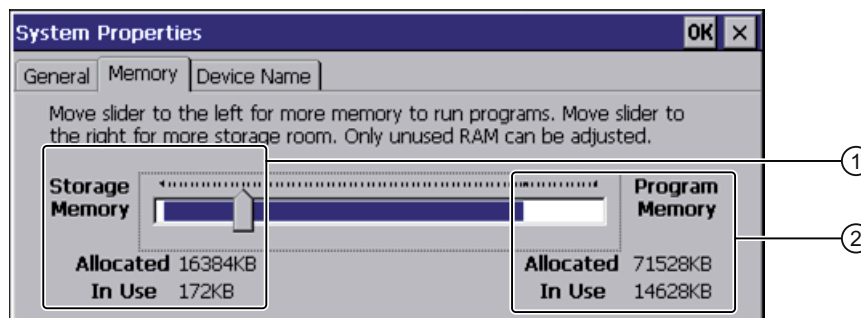 System Properties OK ×
General Memory Device Name
Move slider to the left for more memory to run programs. Move slider to
the right for more storage room. Only unused RAM can be adjusted.
1
Storage Memory
Program Memory
2
Allocated 16384KB Allocated 71528KB
In Use 172KB In Use 14628KB